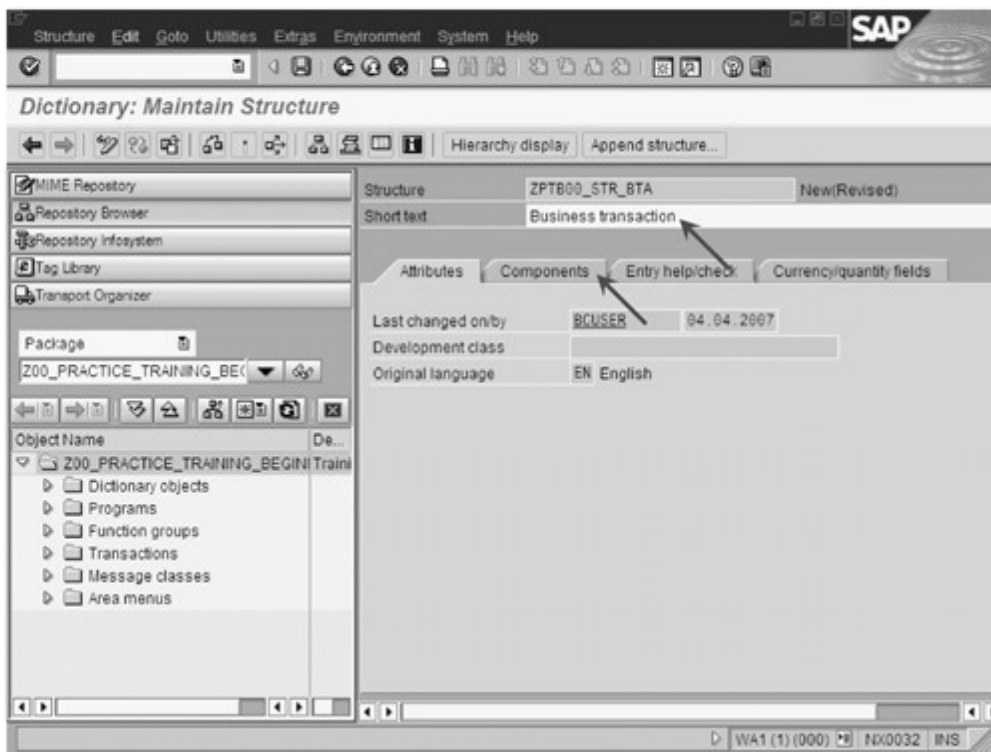 Structure Edit Goto Utilities Extras Environment System Help
SAP
Dictionary: Maintain Structure
Hierarchy display Append structure...
MIME Repository
Repository Browser
Repository Infosystem
Tag Library
Transport Organizer
Package
Z00_PRACTICE_TRAINING_BE(
Object Name De...
Z00_PRACTICE_TRAINING_BEGINI Traini
Dictionary objects
Programs
Function groups
Transactions
Message classes
Area menus
Structure ZPTB00_STR_BTA New(Revised)
Short text Business transaction
Attributes Components Entry help/check Currency/quantity fields
Last changed on/by BCUSER 04.04.2007
Development class
Original language EN English
WA1 (1) (000) NX0032 INS